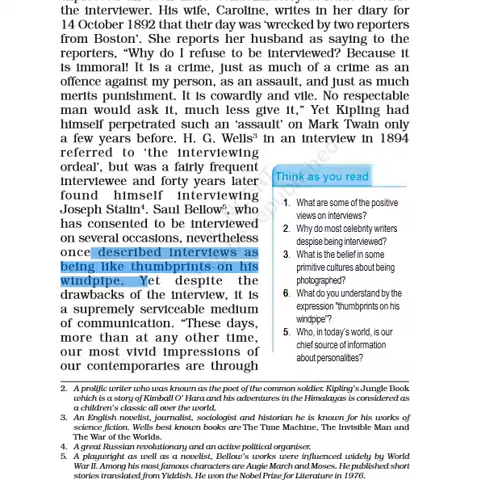 the interviewer. His wife, Caroline, writes in her diary for
14 October 1892 that their day was ‘wrecked by two reporters
from Boston’. She reports her husband as saying to the
reporters, “Why do I refuse to be interviewed? Because it
is immoral! It is a crime, just as much of a crime as an
offence against my person, as an assault, and just as much
merits punishment. It is cowardly and vile. No respectable
man would ask it, much less give it,” Yet Kipling had
himself perpetrated such an ‘assault’ on Mark Twain only
a few years before. H. G. Wells3 in an interview in 1894
referred to ‘the interviewing
ordeal’, but was a fairly frequent
interviewee and forty years later
found himself interviewing
Joseph Stalin4. Saul Bellow5, who
has consented to be interviewed
on several occasions, nevertheless
once described interviews as
being like thumbprints on his
windpipe. Yet despite the
drawbacks of the interview, it is
a supremely serviceable medium
of communication. “These days,
more than at any other time,
our most vivid impressions of
our contemporaries are through
Think as you read
1. What are some of the positive
views on interviews?
2. Why do most celebrity writers
despise being interviewed?
3. What is the belief in some
primitive cultures about being
photographed?
6. What do you understand by the
expression “thumbprints on his
windpipe”?
5. Who, in today’s world, is our
chief source of information
about personalities?
2. A prolific writer who was known as the poet of the common soldier. Kipling’s Jungle Book
which is a story of Kimball O’ Hara and his adventures in the Himalayas is considered as
a children’s classic all over the world.
3. An English novelist, journalist, sociologist and historian he is known for his works of
science fiction. Wells best known books are The Time Machine, The Invisible Man and
The War of the Worlds.
4. A great Russian revolutionary and an active political organiser.
5. A playwright as well as a novelist, Bellow’s works were influenced widely by World
War II. Among his most famous characters are Augie March and Moses. He published short
stories translated from Yiddish. He won the Nobel Prize for Literature in 1976.